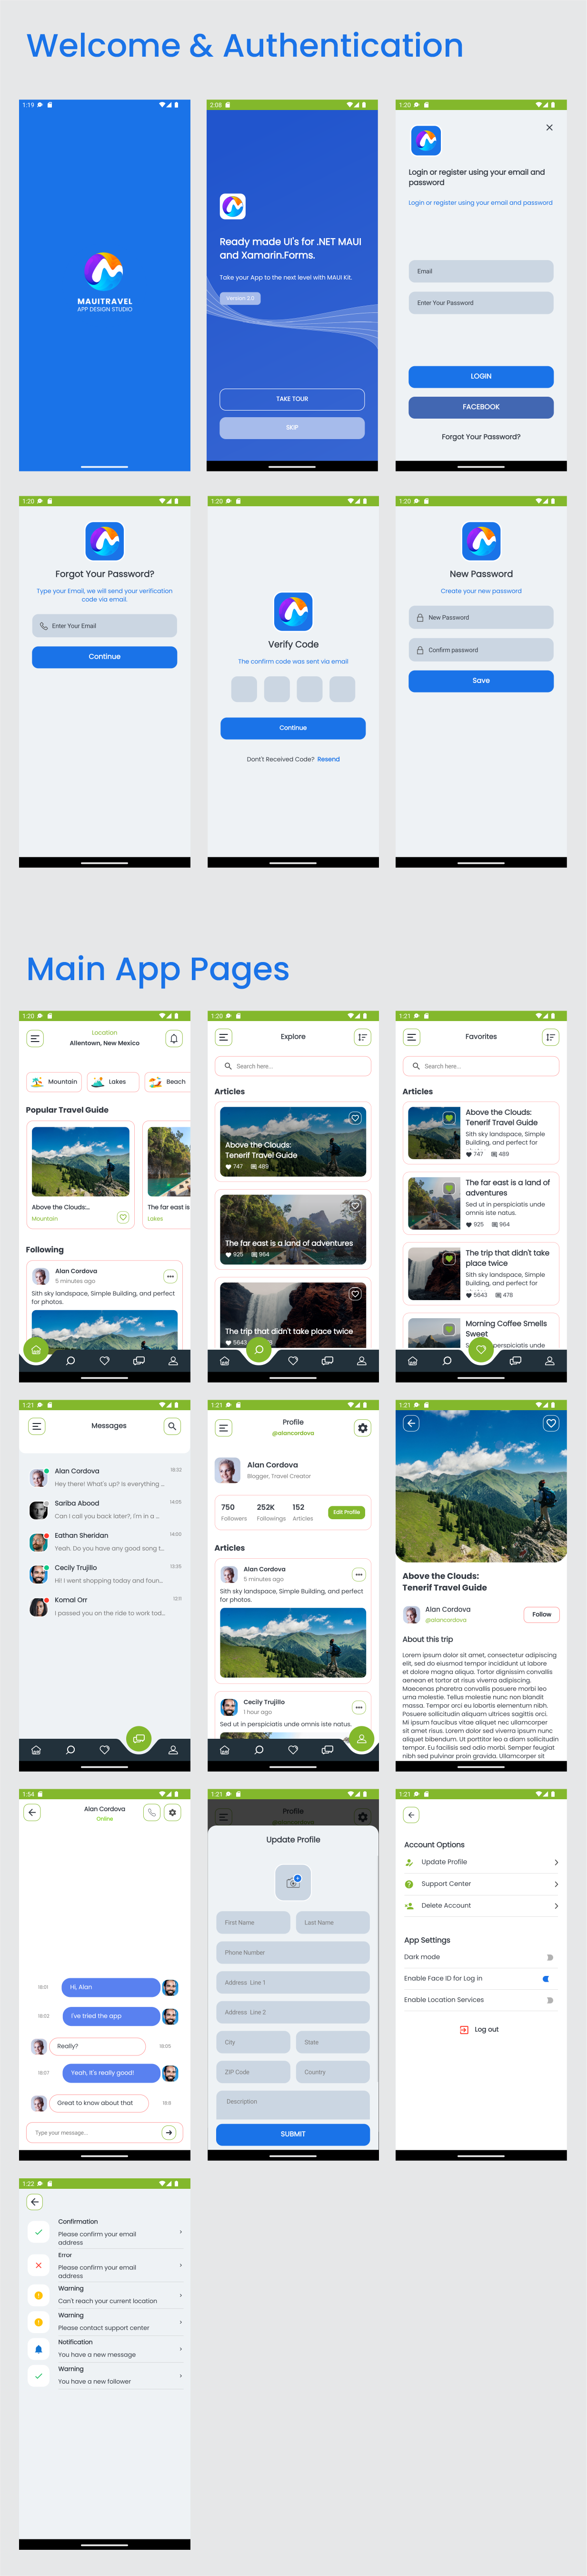 Welcome & Authentication
1:19
MAUITRAVEL
APP DESIGN STUDIO
2:08
Ready made UI's for .NET MAUI
and Xamarin.Forms.
Take your App to the next level with MAUI Kit.
Version 2.0
TAKE TOUR
SKIP
1:20
Login or register using your email and
password
Login or register using your email and password
Email
Enter Your Password
LOGIN
FACEBOOK
Forgot Your Password?
1:20
Forgot Your Password?
Type your Email, we will send your verification
code via email.
Enter Your Email
Continue
1:20
Verify Code
The confirm code was sent via email
Continue
Dont't Received Code? Resend
1:20
New Password
Create your new password
New Password
Confirm password
Save
Main App Pages
1:20
Location
Allentown, New Mexico
Mountain
Lakes
Beach
Popular Travel Guide
Above the Clouds:...
Mountain
The far east is
Lakes
Following
Alan Cordova
5 minutes ago
Sith sky landspace, Simple Building, and perfect
for photos.
1:20
Explore
Search here...
Articles
Above the Clouds:
Tenerif Travel Guide
747 489
The far east is a land of adventures
925 964
The trip that didn't take place twice
5643
1:21
Favorites
Search here...
Articles
Above the Clouds:
Tenerif Travel Guide
Sith sky landspace, Simple
Building, and perfect for
747 489
The far east is a land of
adventures
Sed ut in perspiciatis unde
omnis iste natus.
925 964
The trip that didn't take
place twice
Sith sky landspace, Simple
Building, and perfect for
5643 478
Morning Coffee Smells
Sweet
perspiciatis unde
1:21
Messages
Alan Cordova
19:32
Hey there! What's up? Is everything ...
Sariba Abood
14:05
Can I call you back later?, I'm in a ...
Eathan Sheridan
14:00
Yeah. Do you have any good song t...
Cecily Trujillo
13:35
Hi! I went shopping today and foun...
Komal Orr
12:11
I passed you on the ride to work tod...
1:21
Profile
@alancordova
Alan Cordova
Blogger, Travel Creator
750 252K 152
Followers Followings Articles
Edit Profile
Articles
Alan Cordova
5 minutes ago
Sith sky landspace, Simple Building, and perfect
for photos.
Cecily Trujillo
1 hour ago
Sed ut in perspiciatis unde omnis iste natus.
1:21
Above the Clouds:
Tenerif Travel Guide
Alan Cordova
@alancordova
Follow
About this trip
Lorem ipsum dolor sit amet, consectetur adipiscing
elit, sed do eiusmod tempor incididunt ut labore
et dolore magna aliqua. Tortor dignissim convallis
aenean et tortor at risus viverra adipiscing.
Maecenas pharetra convallis posuere morbi leo
urna molestie. Tellus molestie nunc non blandit
massa. Tempor orci eu lobortis elementum nibh.
Posuere sollicitudin aliquam ultrices sagittis orci.
Mi ipsum faucibus vitae aliquet nec ullamcorper
sit amet risus. Lorem dolor sed viverra ipsum nunc
aliquet bibendum. Ut porttitor leo a diam sollicitudin
tempor. Eu facilisis sed odio morbi. Semper feugiat
nibh sed pulvinar proin gravida. Ullamcorper sit
1:54
Alan Cordova
Online
18:01
Hi, Alan
18:03
I've tried the app
Really?
18:05
18:07
Yeah, It's really good!
Great to know about that
18:8
Type your message...
1:21
Profile
Update Profile
First Name
Last Name
Phone Number
Address Line 1
Address Line 2
City
State
ZIP Code
Country
Description
SUBMIT
1:21
Account Options
Update Profile
Support Center
Delete Account
App Settings
Dark mode
Enable Face ID for Log in
Enable Location Services
Log out
1:22
Confirmation
Please confirm your email
address
Error
Please confirm your email
address
Warning
Can't reach your current location
Warning
Please contact support center
Notification
You have a new message
Warning
You have a new follower